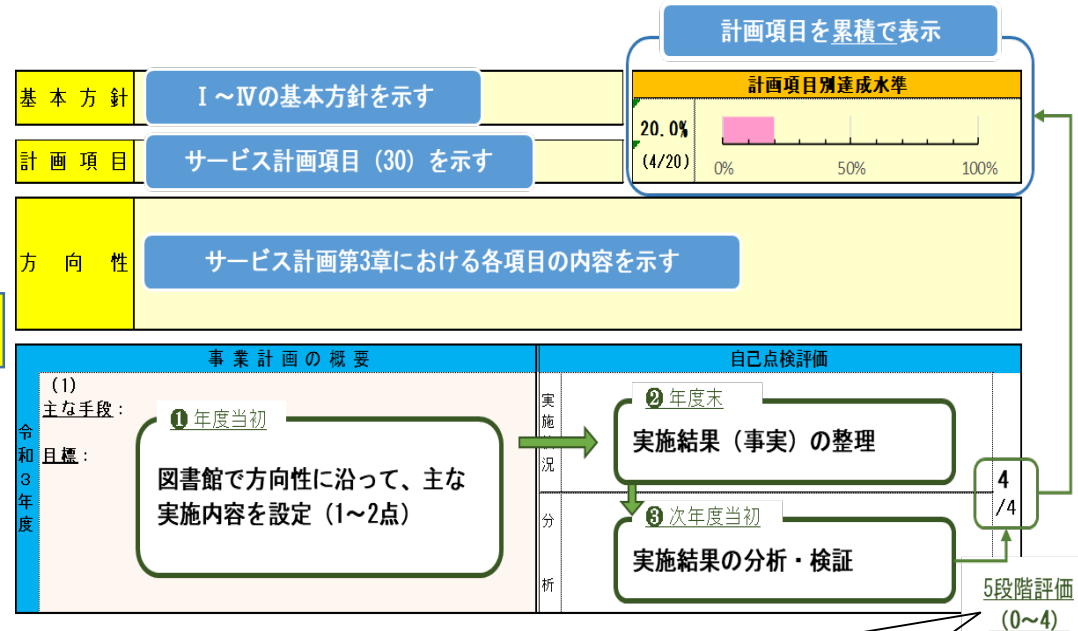 計画項目を累積で表示
基本方針
Ⅰ～Ⅳの基本方針を示す
計画項目別達成水準
20.0%
(4/20)
0%
50%
100%
計画項目
サービス計画項目（30）を示す
方向性
サービス計画第3章における各項目の内容を示す
事業計画の概要
自己点検評価
令和3年度
(1)
主な手段：
目標：
❶年度当初
図書館で方向性に沿って、主な
実施内容を設定（1～2点）
実施 況
❷年度末
実施結果（事実）の整理
分析
❸次年度当初
実施結果の分析・検証
4
/4
5段階評価
(0～4)